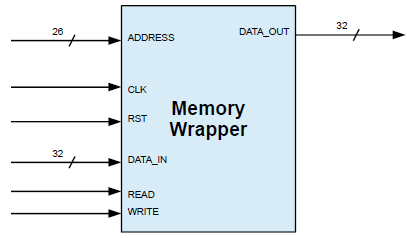 26
ADDRESS
DATA_OUT
32
CLK
RST
Memory
Wrapper
32
DATA_IN
READ
WRITE